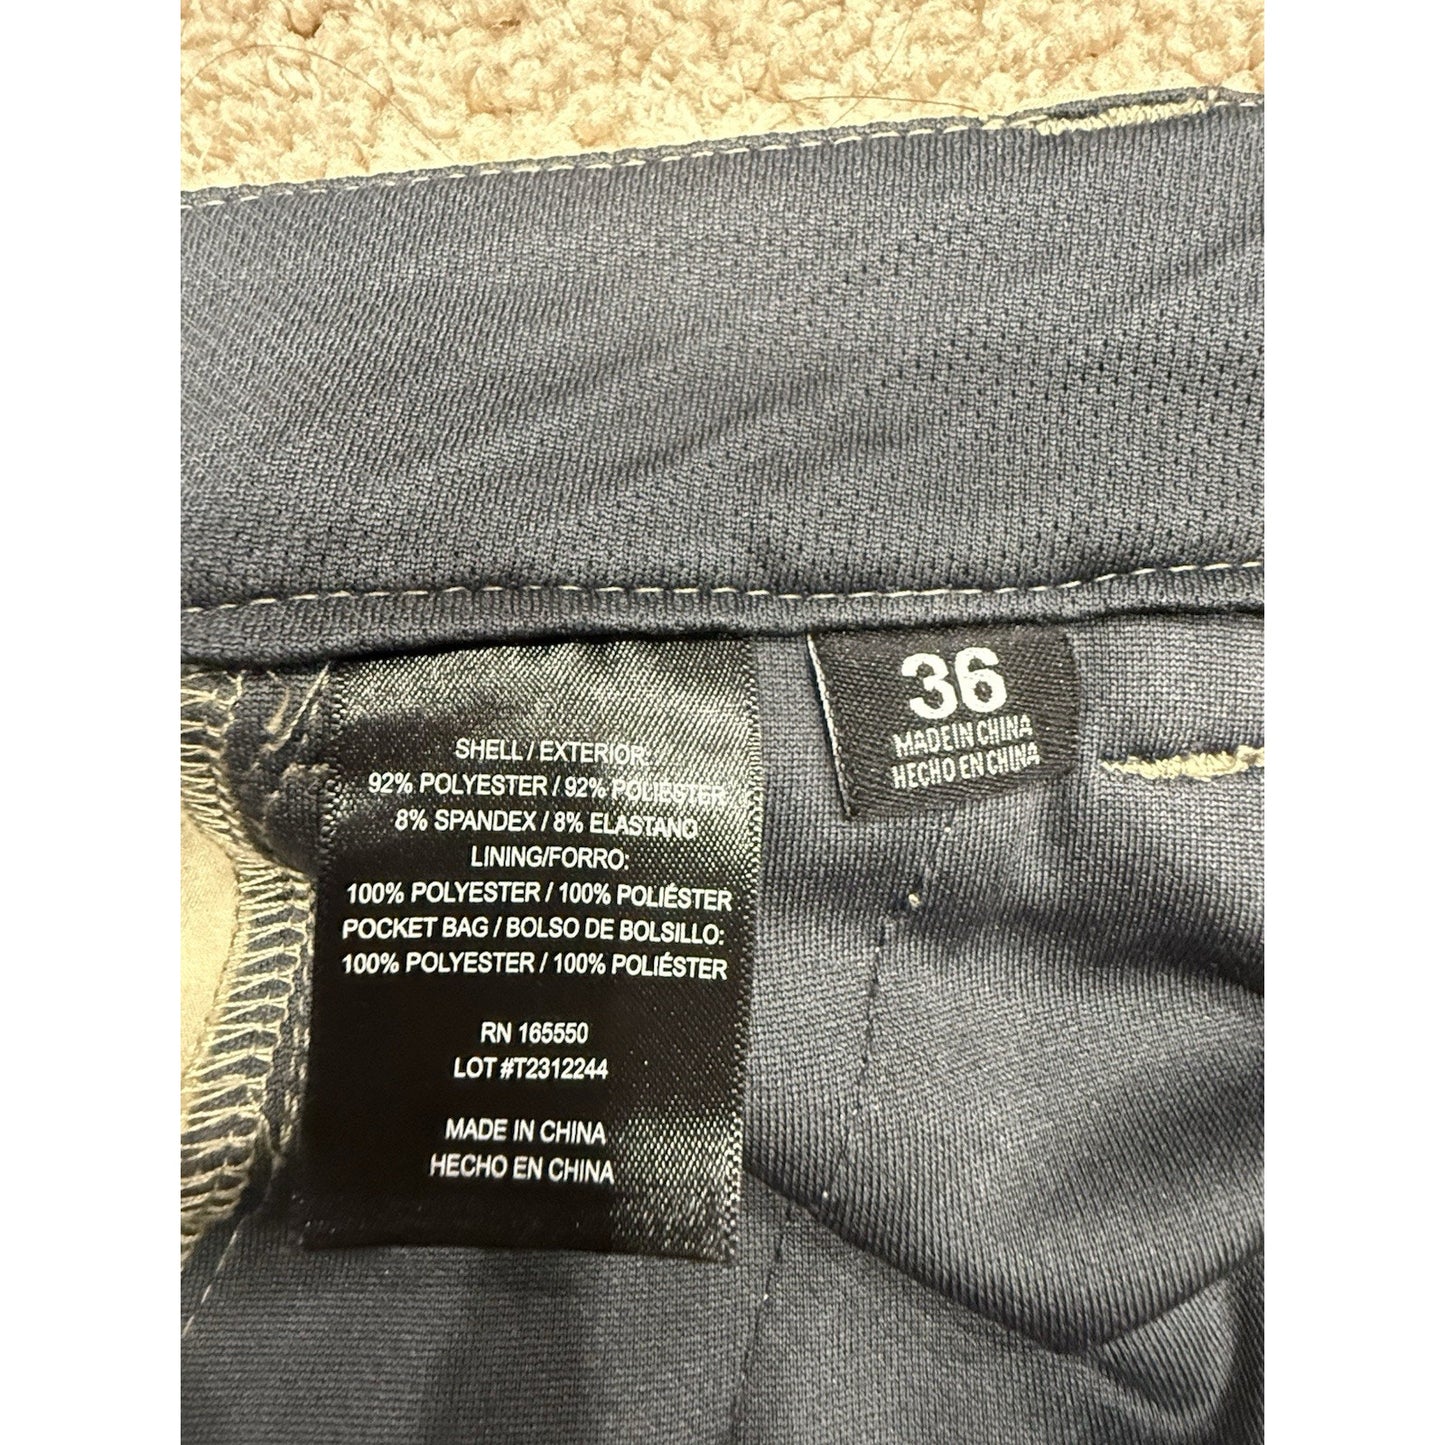 SHELL / EXTERIOR:
92% POLYESTER / 92% POLIÉSTER
8% SPANDEX / 8% ELASTANO
LINING/FORRO:
100% POLYESTER / 100% POLIÉSTER
POCKET BAG / BOLSO DE BOLSILLO:
100% POLYESTER / 100% POLIÉSTER
RN 165550
LOT #T2312244
MADE IN CHINA
HECHO EN CHINA
36
MADE IN CHINA
HECHO EN CHINA